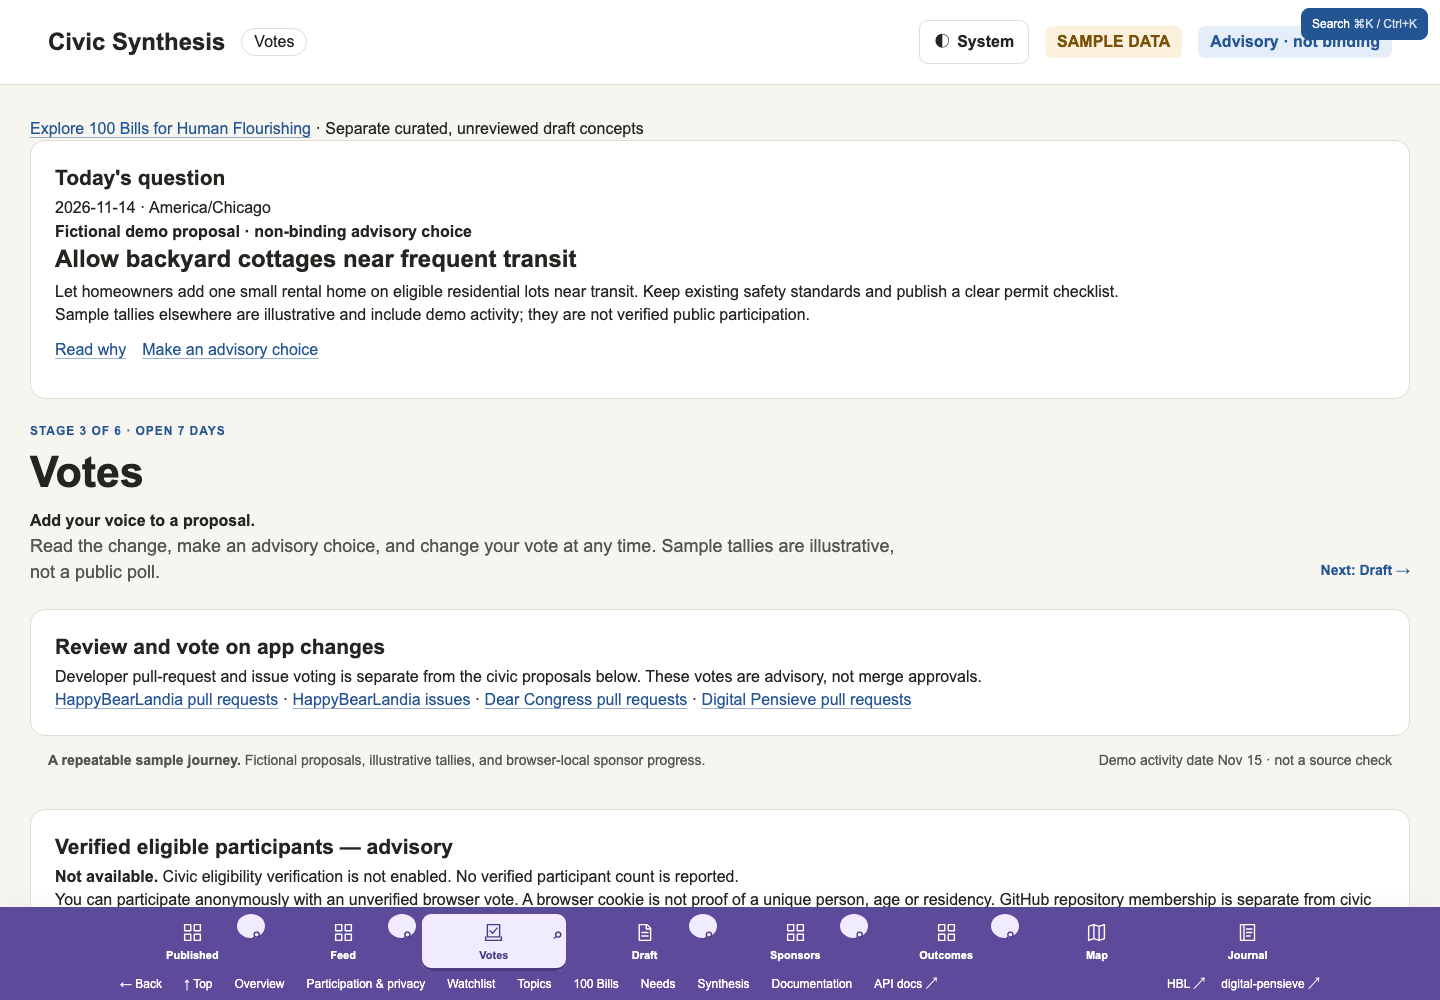 Civic Synthesis Votes System SAMPLE DATA Advisory · not binding
Search ⌘K / Ctrl+K
Explore 100 Bills for Human Flourishing · Separate curated, unreviewed draft concepts
Today's question
2026-11-14 · America/Chicago
Fictional demo proposal · non-binding advisory choice
Allow backyard cottages near frequent transit
Let homeowners add one small rental home on eligible residential lots near transit. Keep existing safety standards and publish a clear permit checklist.
Sample tallies elsewhere are illustrative and include demo activity; they are not verified public participation.
Read why Make an advisory choice
STAGE 3 OF 6 · OPEN 7 DAYS
Votes
Add your voice to a proposal.
Read the change, make an advisory choice, and change your vote at any time. Sample tallies are illustrative,
not a public poll.
Next: Draft →
Review and vote on app changes
Developer pull-request and issue voting is separate from the civic proposals below. These votes are advisory, not merge approvals.
HappyBearLandia pull requests · HappyBearLandia issues · Dear Congress pull requests · Digital Pensieve pull requests
A repeatable sample journey. Fictional proposals, illustrative tallies, and browser-local sponsor progress. Demo activity date Nov 15 · not a source check
Verified eligible participants — advisory
Not available. Civic eligibility verification is not enabled. No verified participant count is reported.
You can participate anonymously with an unverified browser vote. A browser cookie is not proof of a unique person, age or residency. GitHub repository membership is separate from civic
Published Feed Votes Draft Sponsors Outcomes Map Journal
← Back ↑ Top Overview Participation & privacy Watchlist Topics 100 Bills Needs Synthesis Documentation API docs ↗ HBL ↗ digital-pensieve ↗